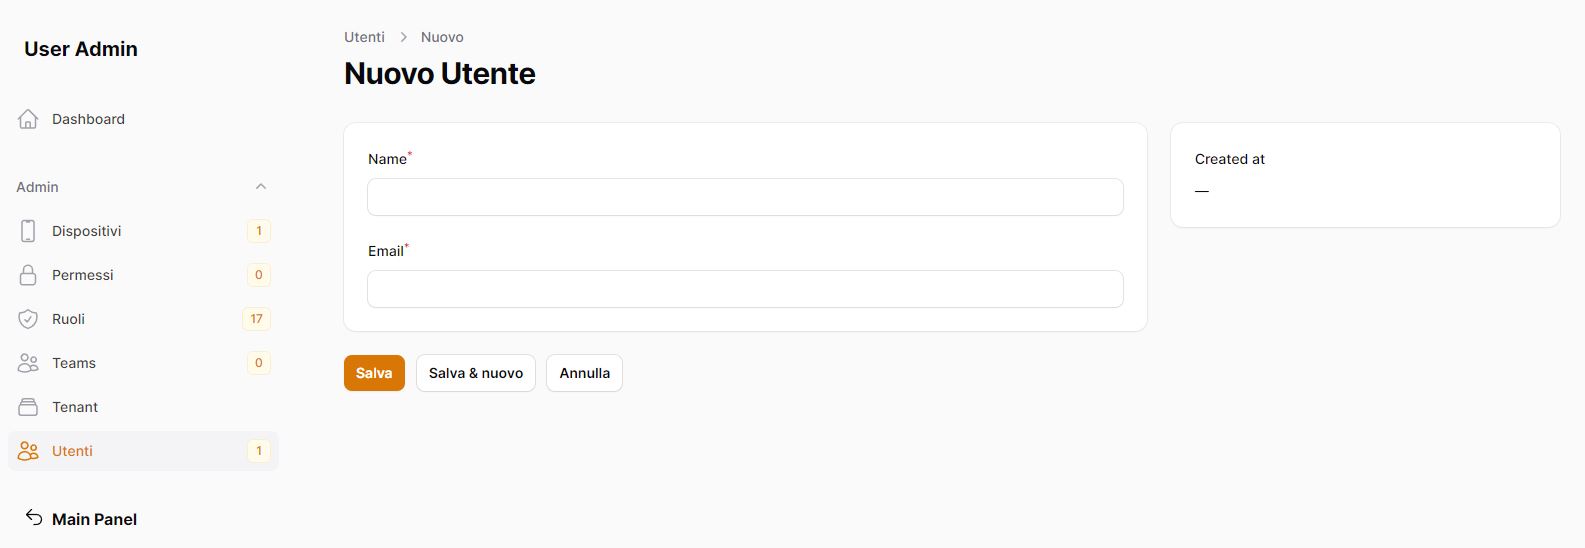 User Admin
Dashboard
Admin
Dispositivi 1
Permessi 0
Ruoli 17
Teams 0
Tenant
Utenti 1
Main Panel
Utenti > Nuovo
Nuovo Utente
Name*
Email*
Salva Salva & nuovo Annulla
Created at
—